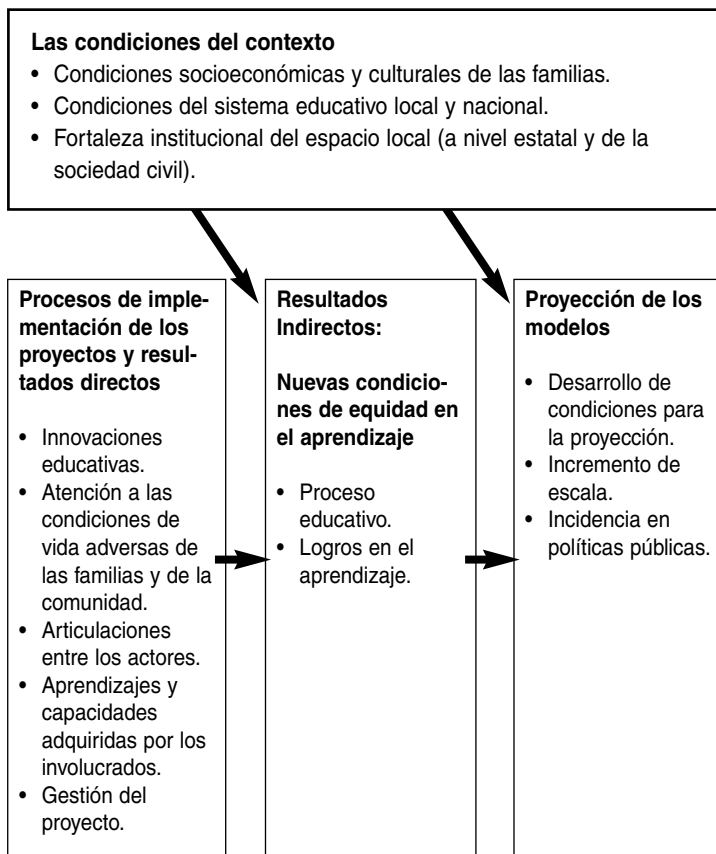 Las condiciones del contexto
• Condiciones socioeconómicas y culturales de las familias.
• Condiciones del sistema educativo local y nacional.
• Fortaleza institucional del espacio local (a nivel estatal y de la
sociedad civil).
Procesos de imple-
mentación de los
proyectos y resul-
tados directos
• Innovaciones
educativas.
• Atención a las
condiciones de
vida adversas de
las familias y de la
comunidad.
• Articulaciones
entre los actores.
• Aprendizajes y
capacidades
adquiridas por los
involucrados.
• Gestión del
proyecto.
Resultados
Indirectos:
Nuevas condicio-
nes de equidad en
el aprendizaje
• Proceso
educativo.
• Logros en el
aprendizaje.
Proyección de los
modelos
• Desarrollo de
condiciones para
la proyección.
• Incremento de
escala.
• Incidencia en
políticas públicas.